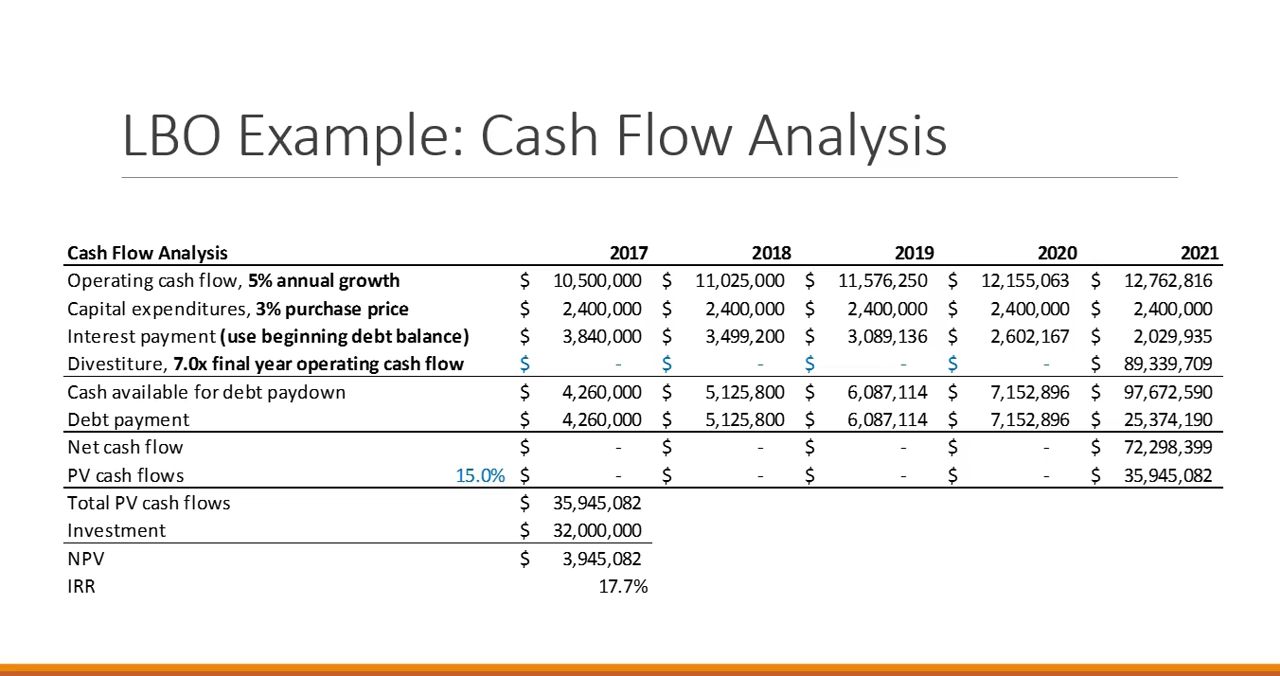 LBO Example: Cash Flow Analysis
Cash Flow Analysis 2017 2018 2019 2020 2021
Operating cash flow, 5% annual growth $ 10,500,000 $ 11,025,000 $ 11,576,250 $ 12,155,063 $ 12,762,816
Capital expenditures, 3% purchase price $ 2,400,000 $ 2,400,000 $ 2,400,000 $ 2,400,000 $ 2,400,000
Interest payment (use beginning debt balance) $ 3,840,000 $ 3,499,200 $ 3,089,136 $ 2,602,167 $ 2,029,935
Divestiture, 7.0x final year operating cash flow $ - $ - $ - $ - $ 89,339,709
Cash available for debt paydown $ 4,260,000 $ 5,125,800 $ 6,087,114 $ 7,152,896 $ 97,672,590
Debt payment $ 4,260,000 $ 5,125,800 $ 6,087,114 $ 7,152,896 $ 25,374,190
Net cash flow $ - $ - $ - $ - $ 72,298,399
PV cash flows 15.0% $ - $ - $ - $ - $ 35,945,082
Total PV cash flows $ 35,945,082
Investment $ 32,000,000
NPV $ 3,945,082
IRR 17.7%